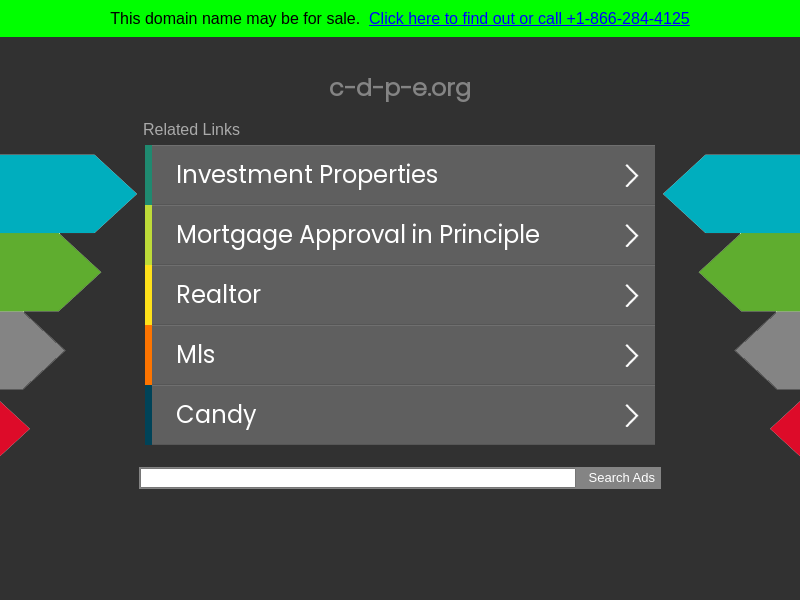 This domain name may be for sale. Click here to find out or call +1-866-284-4125
c-d-p-e.org
Related Links
Investment Properties
Mortgage Approval in Principle
Realtor
Mls
Candy
Search Ads